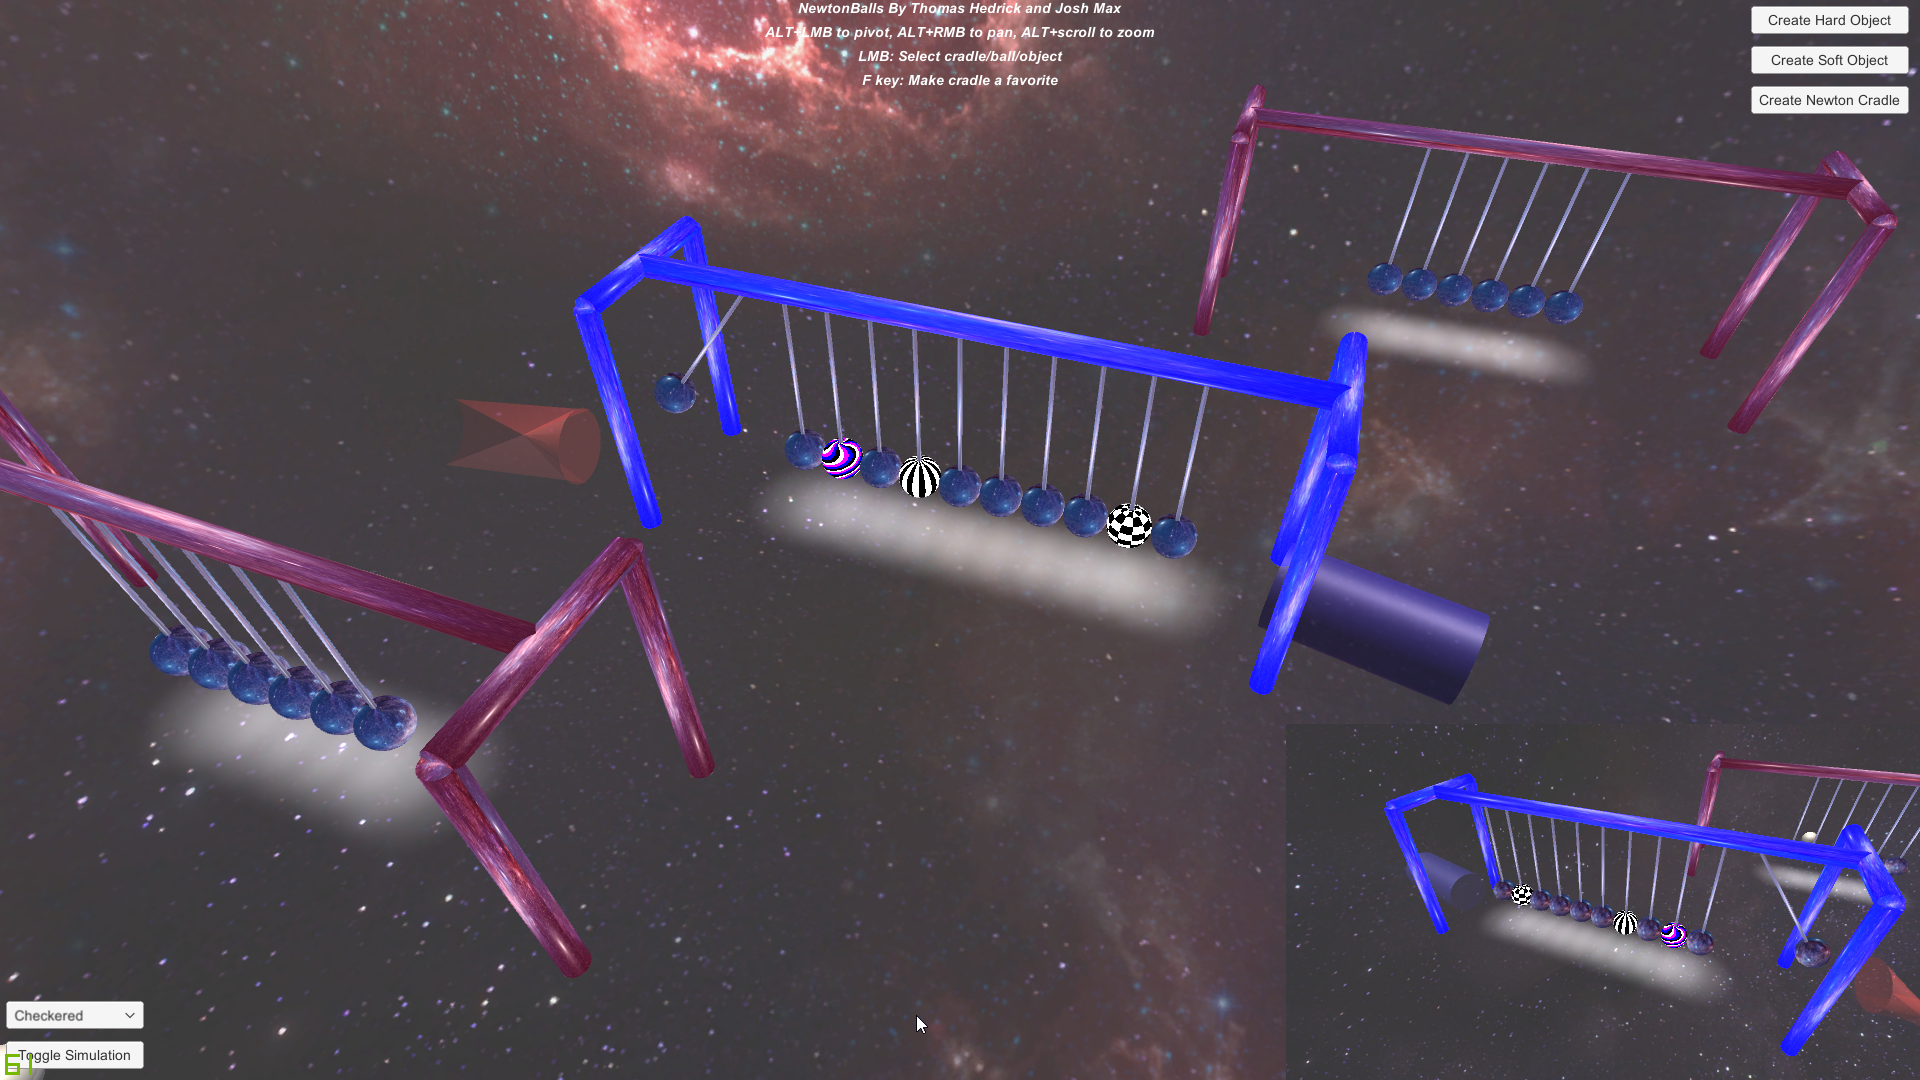 NewtonBalls By Thomas Hedrick and Josh Max
ALT+LMB to pivot, ALT+RMB to pan, ALT+scroll to zoom
LMB: Select cradle/ball/object
F key: Make cradle a favorite
Create Hard Object
Create Soft Object
Create Newton Cradle
Checkered
Toggle Simulation
61